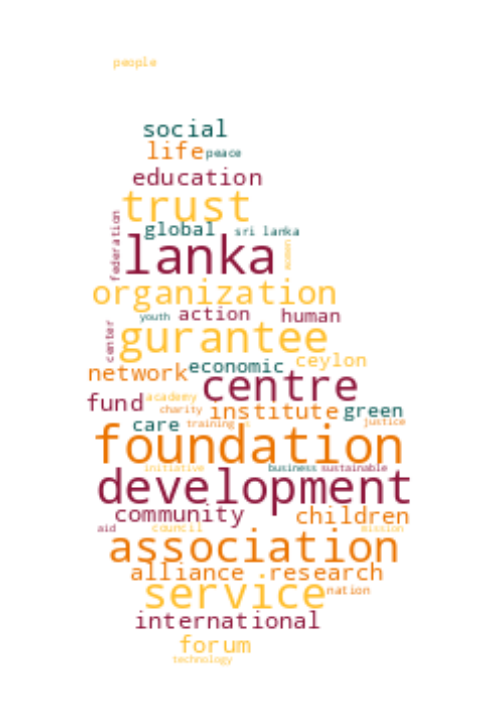 people
social
life peace
education
trust
federation
global sri lanka
lanka women
organization
youth action human
center
gurantee
economic ceylon
network centre
fund academy
charity institute green
care training justice
foundation
initiative business sustainable
development
community children
aid council mission
association
alliance research
service nation
international
forum
technology